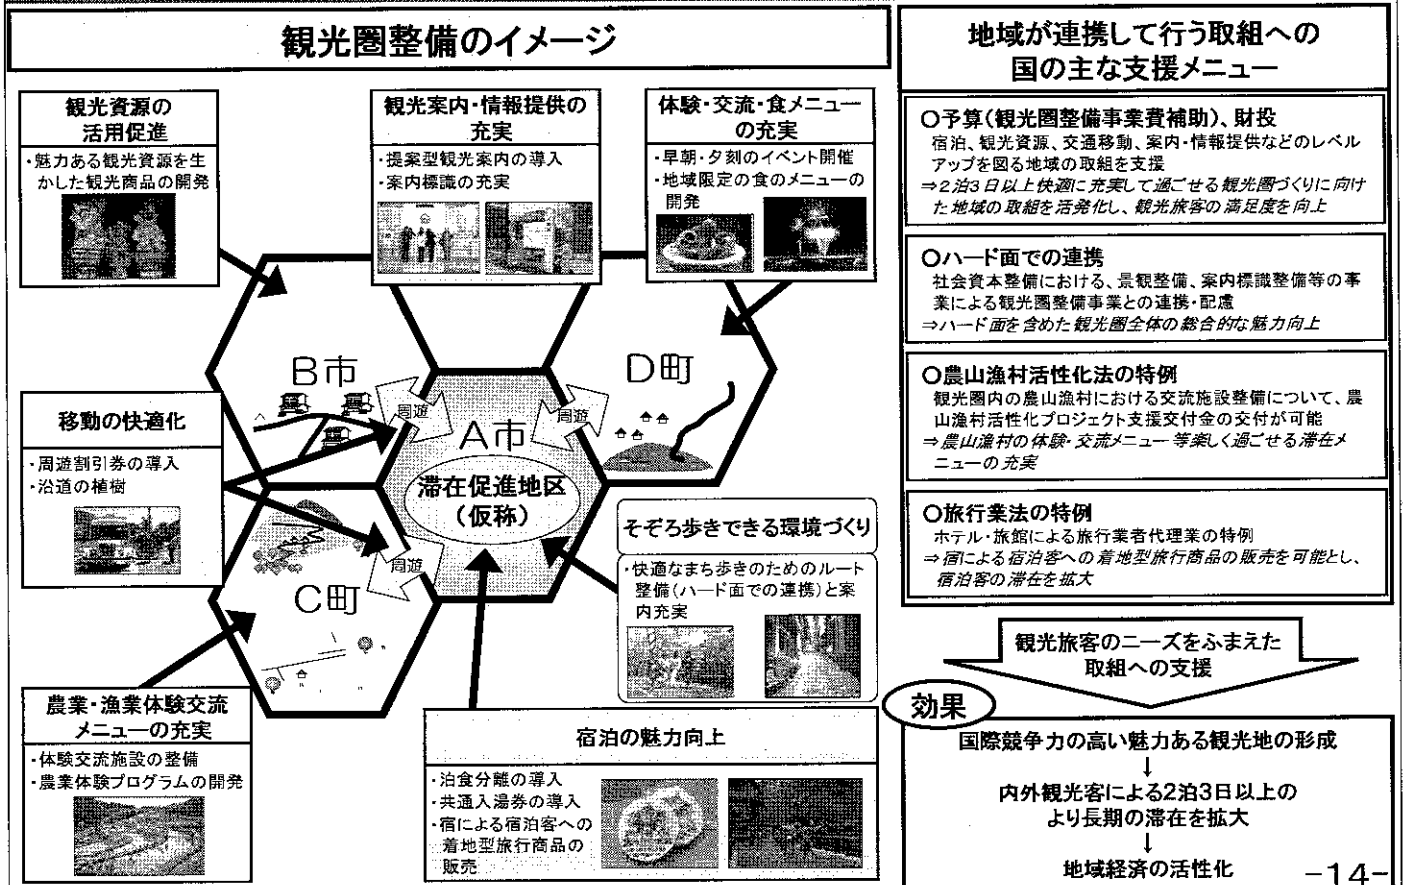 観光圏整備のイメージ
観光資源の
活用促進
・魅力ある観光資源を生
かした観光商品の開発
観光案内・情報提供の
充実
・提案型観光案内の導入
・案内標識の充実
体験・交流・食メニュー
の充実
・早朝・夕刻のイベント開催
・地域限定の食のメニューの
開発
B市
D町
周遊
周遊
A市
滞在促進地区
（仮称）
移動の快適化
・周遊割引券の導入
・沿道の植樹
周遊
C町
そぞろ歩きできる環境づくり
・快適なまち歩きのためのルート
整備(ハード面での連携)と案
内充実
農業・漁業体験交流
メニューの充実
・体験交流施設の整備
・農業体験プログラムの開発
宿泊の魅力向上
・泊食分離の導入
・共通入湯券の導入
・宿による宿泊客への
着地型旅行商品の
販売
地域が連携して行う取組への
国の主な支援メニュー
○予算(観光圏整備事業費補助)、財投
宿泊、観光資源、交通移動、案内・情報提供などのレベル
アップを図る地域の取組を支援
⇒2泊3日以上快適に充実して過ごせる観光圏づくりに向け
た地域の取組を活発化し、観光旅客の満足度を向上
○ハード面での連携
社会資本整備における、景観整備、案内標識整備等の事
業による観光圏整備事業との連携・配慮
⇒ハード面を含めた観光圏全体の総合的な魅力向上
○農山漁村活性化法の特例
観光圏内の農山漁村における交流施設整備について、農
山漁村活性化プロジェクト支援交付金の交付が可能
⇒農山漁村の体験・交流メニュー等楽しく過ごせる滞在メ
ニューの充実
○旅行業法の特例
ホテル・旅館による旅行業者代理業の特例
⇒宿による宿泊客への着地型旅行商品の販売を可能とし、
宿泊客の滞在を拡大
観光旅客のニーズをふまえた
取組への支援
効果
国際競争力の高い魅力ある観光地の形成
↓
内外観光客による2泊3日以上の
より長期の滞在を拡大
↓
地域経済の活性化
-14-